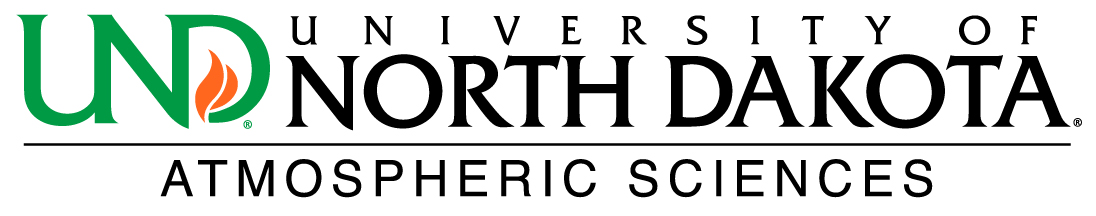 UND®
UNIVERSITY OF
NORTH DAKOTA®
ATMOSPHERIC SCIENCES